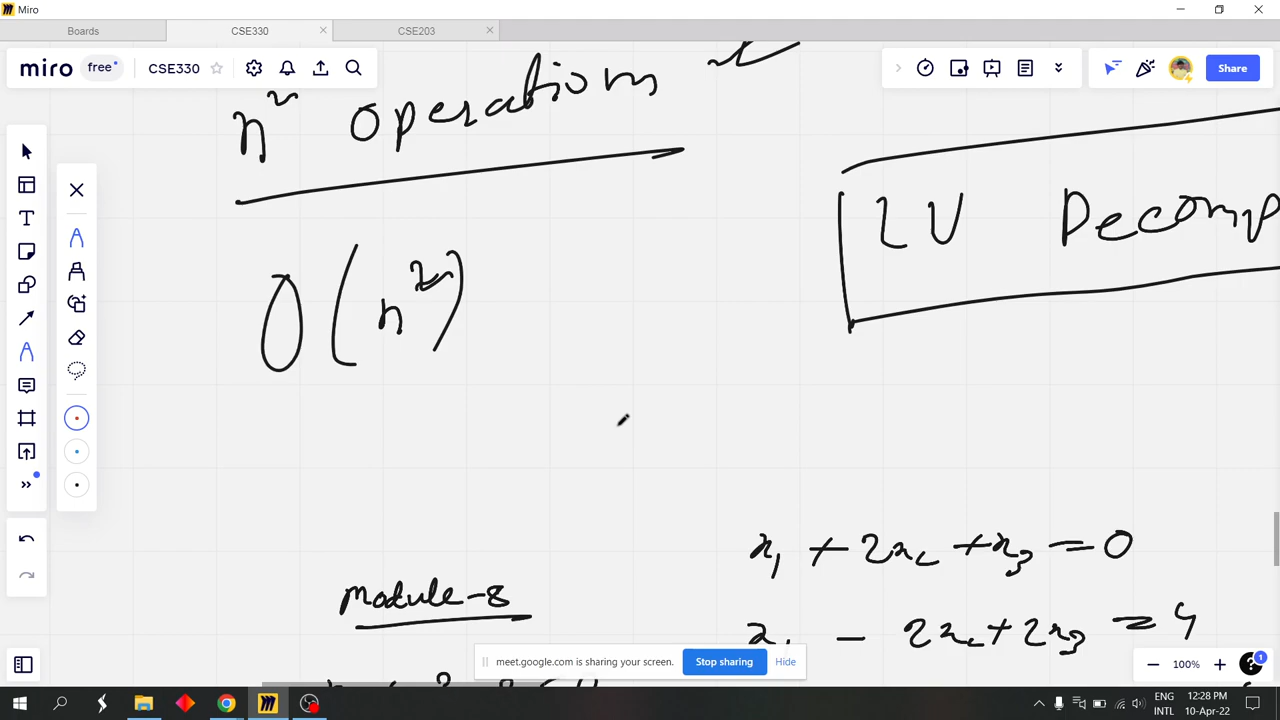 Miro
Boards
CSE330
CSE203
miro free CSE330
Share
n² operations
O(n²)
LU Decomp
x₁ + 2x₂ + x₃ = 0
x₁ - 2x₂ + 2x₃ = 4
module-8
meet.google.com is sharing your screen. Stop sharing Hide
100%
1
ENG
INTL
12:28 PM
10-Apr-22